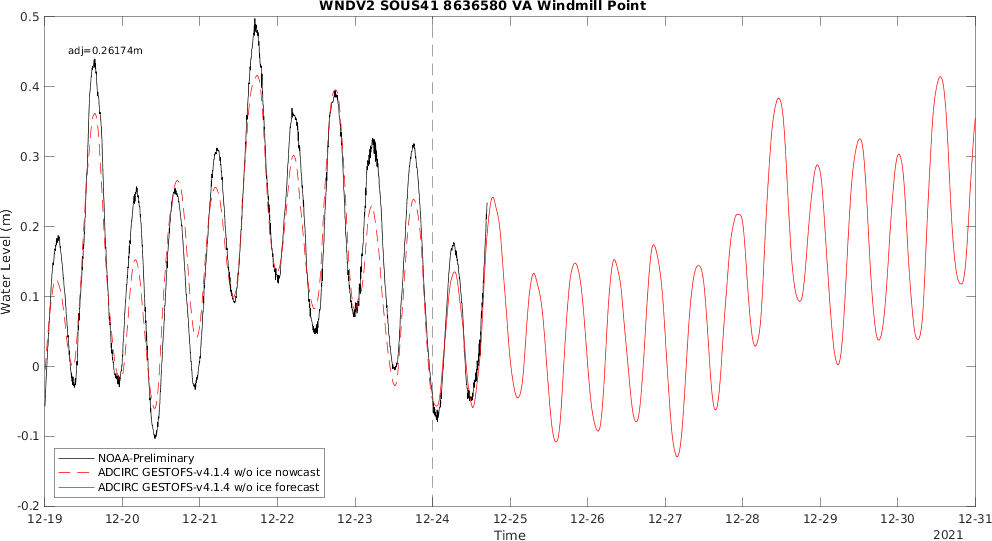 WNDV2 SOUS41 8636580 VA Windmill Point
adj=0.26174m
Water Level (m)
0.5
0.4
0.3
0.2
0.1
0
-0.1
-0.2
NOAA-Preliminary
ADCIRC GESTOFS-v4.1.4 w/o ice nowcast
ADCIRC GESTOFS-v4.1.4 w/o ice forecast
12-19 12-20 12-21 12-22 12-23 12-24 12-25 12-26 12-27 12-28 12-29 12-30 12-31
Time
2021